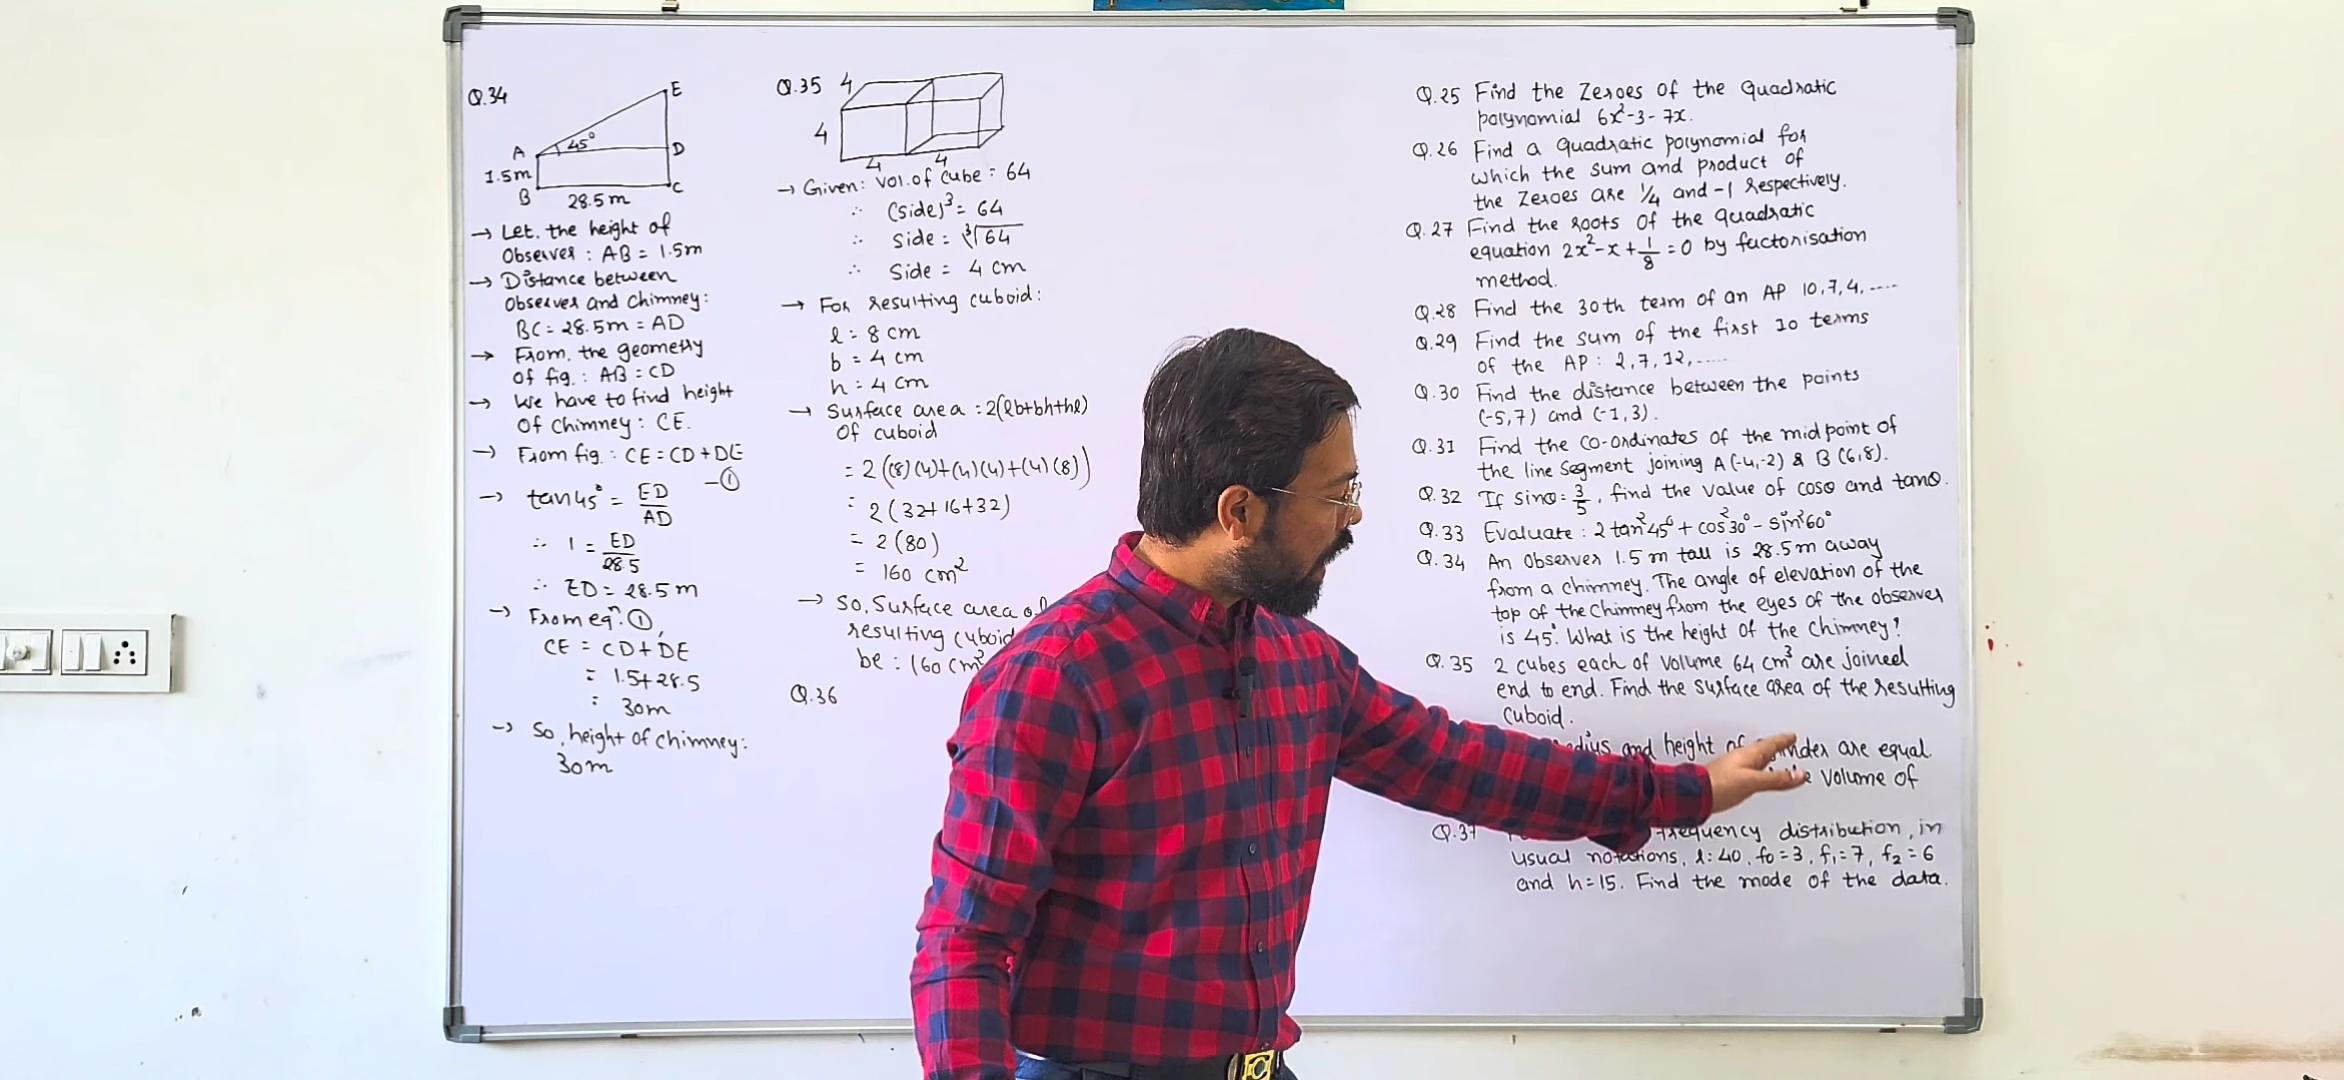 Q.34
E
A
45°
D
1.5m
B
28.5m
C
→ Let. the height of
Observer : AB = 1.5m
→ Distance between
Observer and Chimney:
BC = 28.5m = AD
→ From. the geometry
of fig. : AB = CD
→ We have to find height
Of Chimney : CE.
→ From fig. : CE = CD + DE
-①
→ tan45° = ED/AD
∴ 1 = ED/28.5
∴ ED = 28.5 m
→ From eqⁿ. ①,
CE = CD + DE
= 1.5+28.5
= 30m
→ So, height of Chimney:
30m
Q.35
4
4
4 4
→ Given: Vol. of Cube = 64
∴ (side)³ = 64
∴ Side = ∛64
∴ Side = 4 cm
→ For resulting cuboid:
l = 8 cm
b = 4 cm
h = 4 cm
→ Surface area : 2(lb+bh+hl)
Of cuboid
= 2((8)(4)+(4)(4)+(4)(8))
= 2(32+16+32)
= 2(80)
= 160 cm²
→ So, Surface area
resulting
be : 160 cm²
Q.36
Q.25 Find the Zeroes of the Quadratic
polynomial 6x²-3-7x.
Q.26 Find a quadratic polynomial for
which the sum and product of
the Zeroes are 1/4 and -1 respectively.
Q.27 Find the roots of the quadratic
equation 2x²-x+1/8=0 by factorisation
method.
Q.28 Find the 30th term of an AP 10,7,4,....
Q.29 Find the sum of the first 10 terms
of the AP : 2,7,12,.....
Q.30 Find the distance between the points
(-5,7) and (-1,3).
Q.31 Find the co-ordinates of the midpoint of
the line segment joining A(-4,-2) & B(6,8).
Q.32 If sinθ = 3/5, find the value of cosθ and tanθ.
Q.33 Evaluate : 2 tan²45° + cos²30° - sin²60°
Q.34 An Observer 1.5 m tall is 28.5m away
from a chimney. The angle of elevation of the
top of the chimney from the eyes of the observer
is 45°. What is the height of the Chimney?
Q.35 2 cubes each of volume 64 cm³ are joined
end to end. Find the surface area of the resulting
Cuboid.
and height of are equal.
Volume of
Q.37 frequency distribution, in
usual notations, l=40, f0=3, f1=7, f2=6
and h=15. Find the mode of the data.